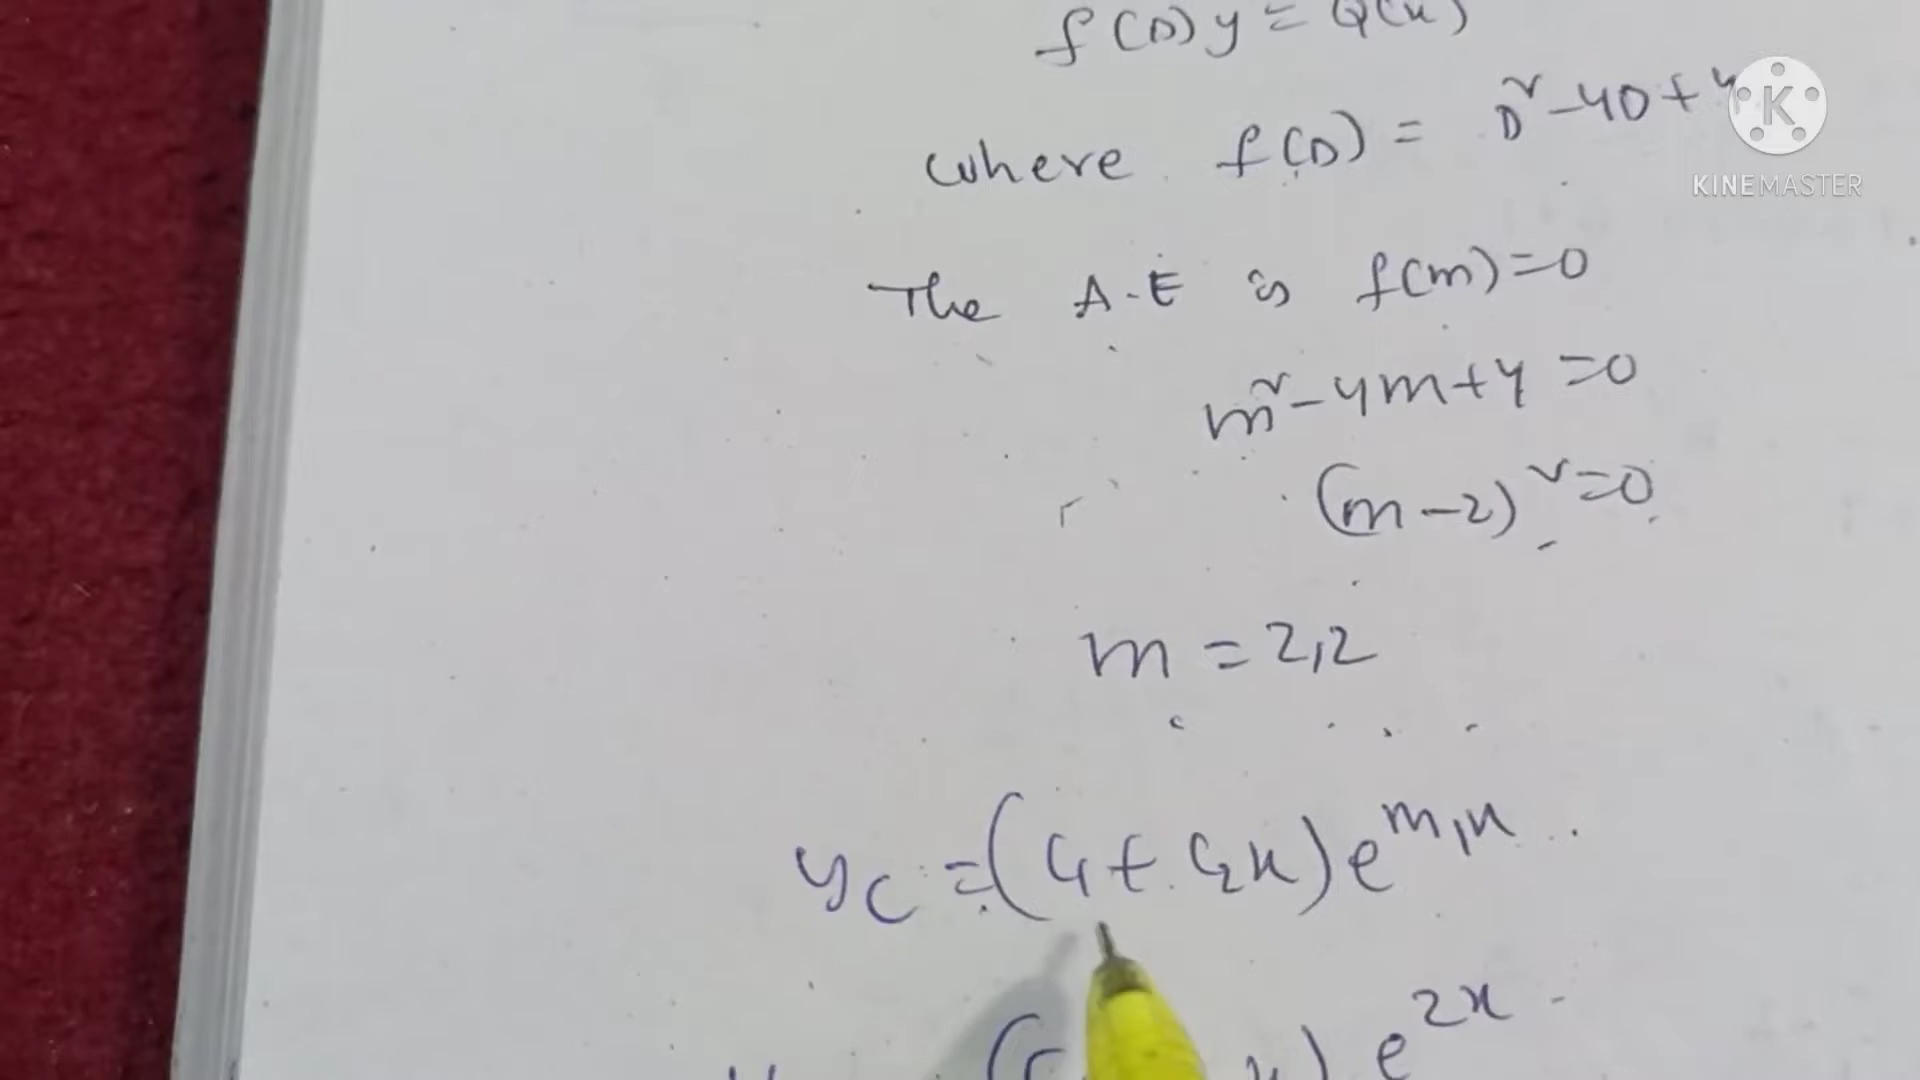 f(D)y = Q(x)
where f(D) = D² - 4D + 4
K
KINEMASTER
The A.E is f(m) = 0
m² - 4m + 4 = 0
(m - 2)² = 0
m = 2,2
y_c = (c₁ + c₂x) e^{m₁x}
e^{2x}